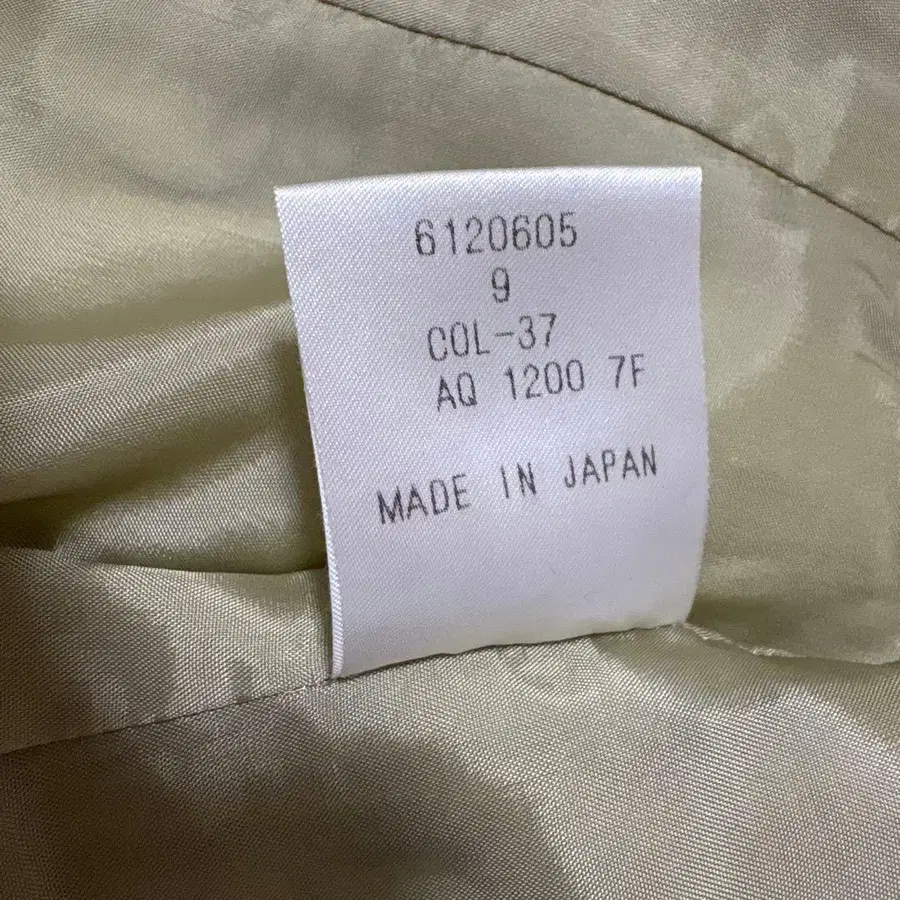 6120605
9
COL-37
AQ 1200 7F
MADE IN JAPAN